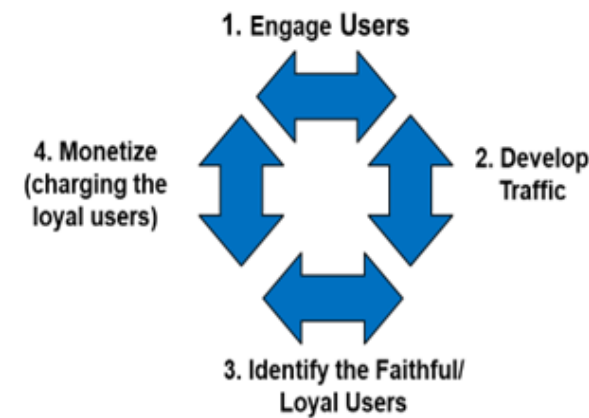 1. Engage Users
2. Develop
Traffic
3. Identify the Faithful/
Loyal Users
4. Monetize
(charging the
loyal users)